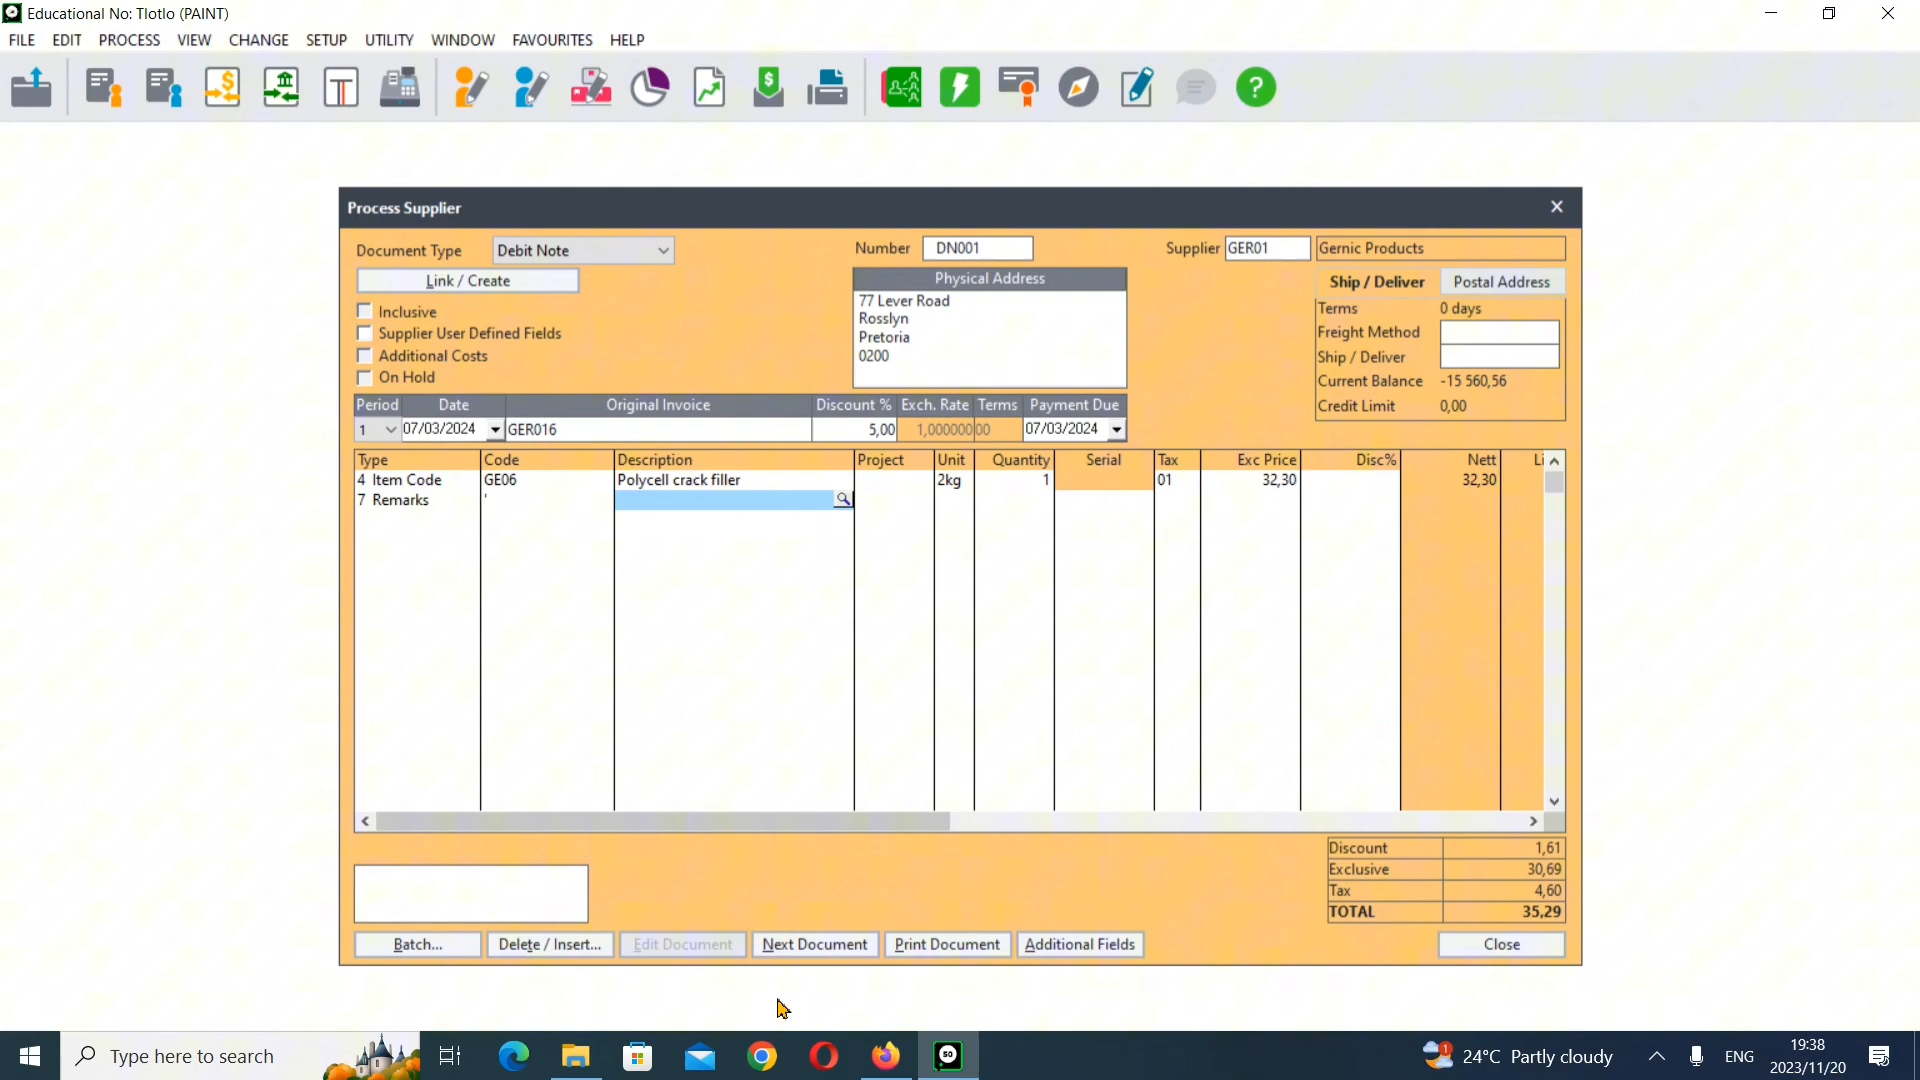 Educational No: Tlotlo (PAINT)
FILE EDIT PROCESS VIEW CHANGE SETUP UTILITY WINDOW FAVOURITES HELP
Process Supplier
Document Type Debit Note Number DN001 Supplier GER01 Gernic Products
Link / Create Physical Address Ship / Deliver Postal Address
Inclusive 77 Lever Road Terms 0 days
Supplier User Defined Fields Rosslyn Freight Method
Additional Costs Pretoria Ship / Deliver
On Hold 0200 Current Balance -15 560,56
Credit Limit 0,00
Period Date Original Invoice Discount % Exch. Rate Terms Payment Due
1 07/03/2024 GER016 5,00 1,000000 00 07/03/2024
Type Code Description Project Unit Quantity Serial Tax Exc Price Disc% Nett Li
4 Item Code GE06 Polycell crack filler 2kg 1 01 32,30 32,30
7 Remarks '
Discount 1,61
Exclusive 30,69
Tax 4,60
TOTAL 35,29
Batch... Delete / Insert... Edit Document Next Document Print Document Additional Fields Close
Type here to search 50 1 24°C Partly cloudy ENG 19:38
2023/11/20